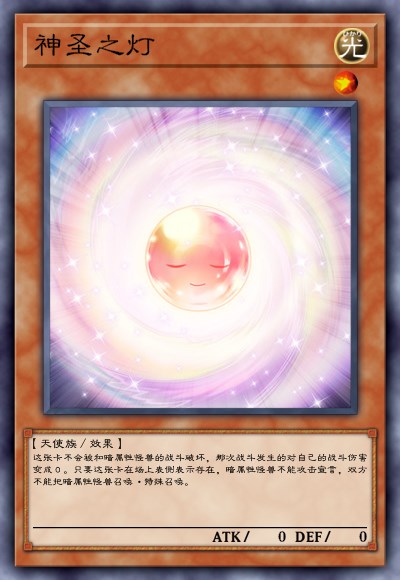 神圣之灯
光
【天使族／效果】
这张卡不会被和暗属性怪兽的战斗破坏，那次战斗发生的对自己的战斗伤害
变成０。只要这张卡在场上表侧表示存在，暗属性怪兽不能攻击宣言，双方
不能把暗属性怪兽召唤・特殊召唤。
ATK/ 0 DEF/ 0